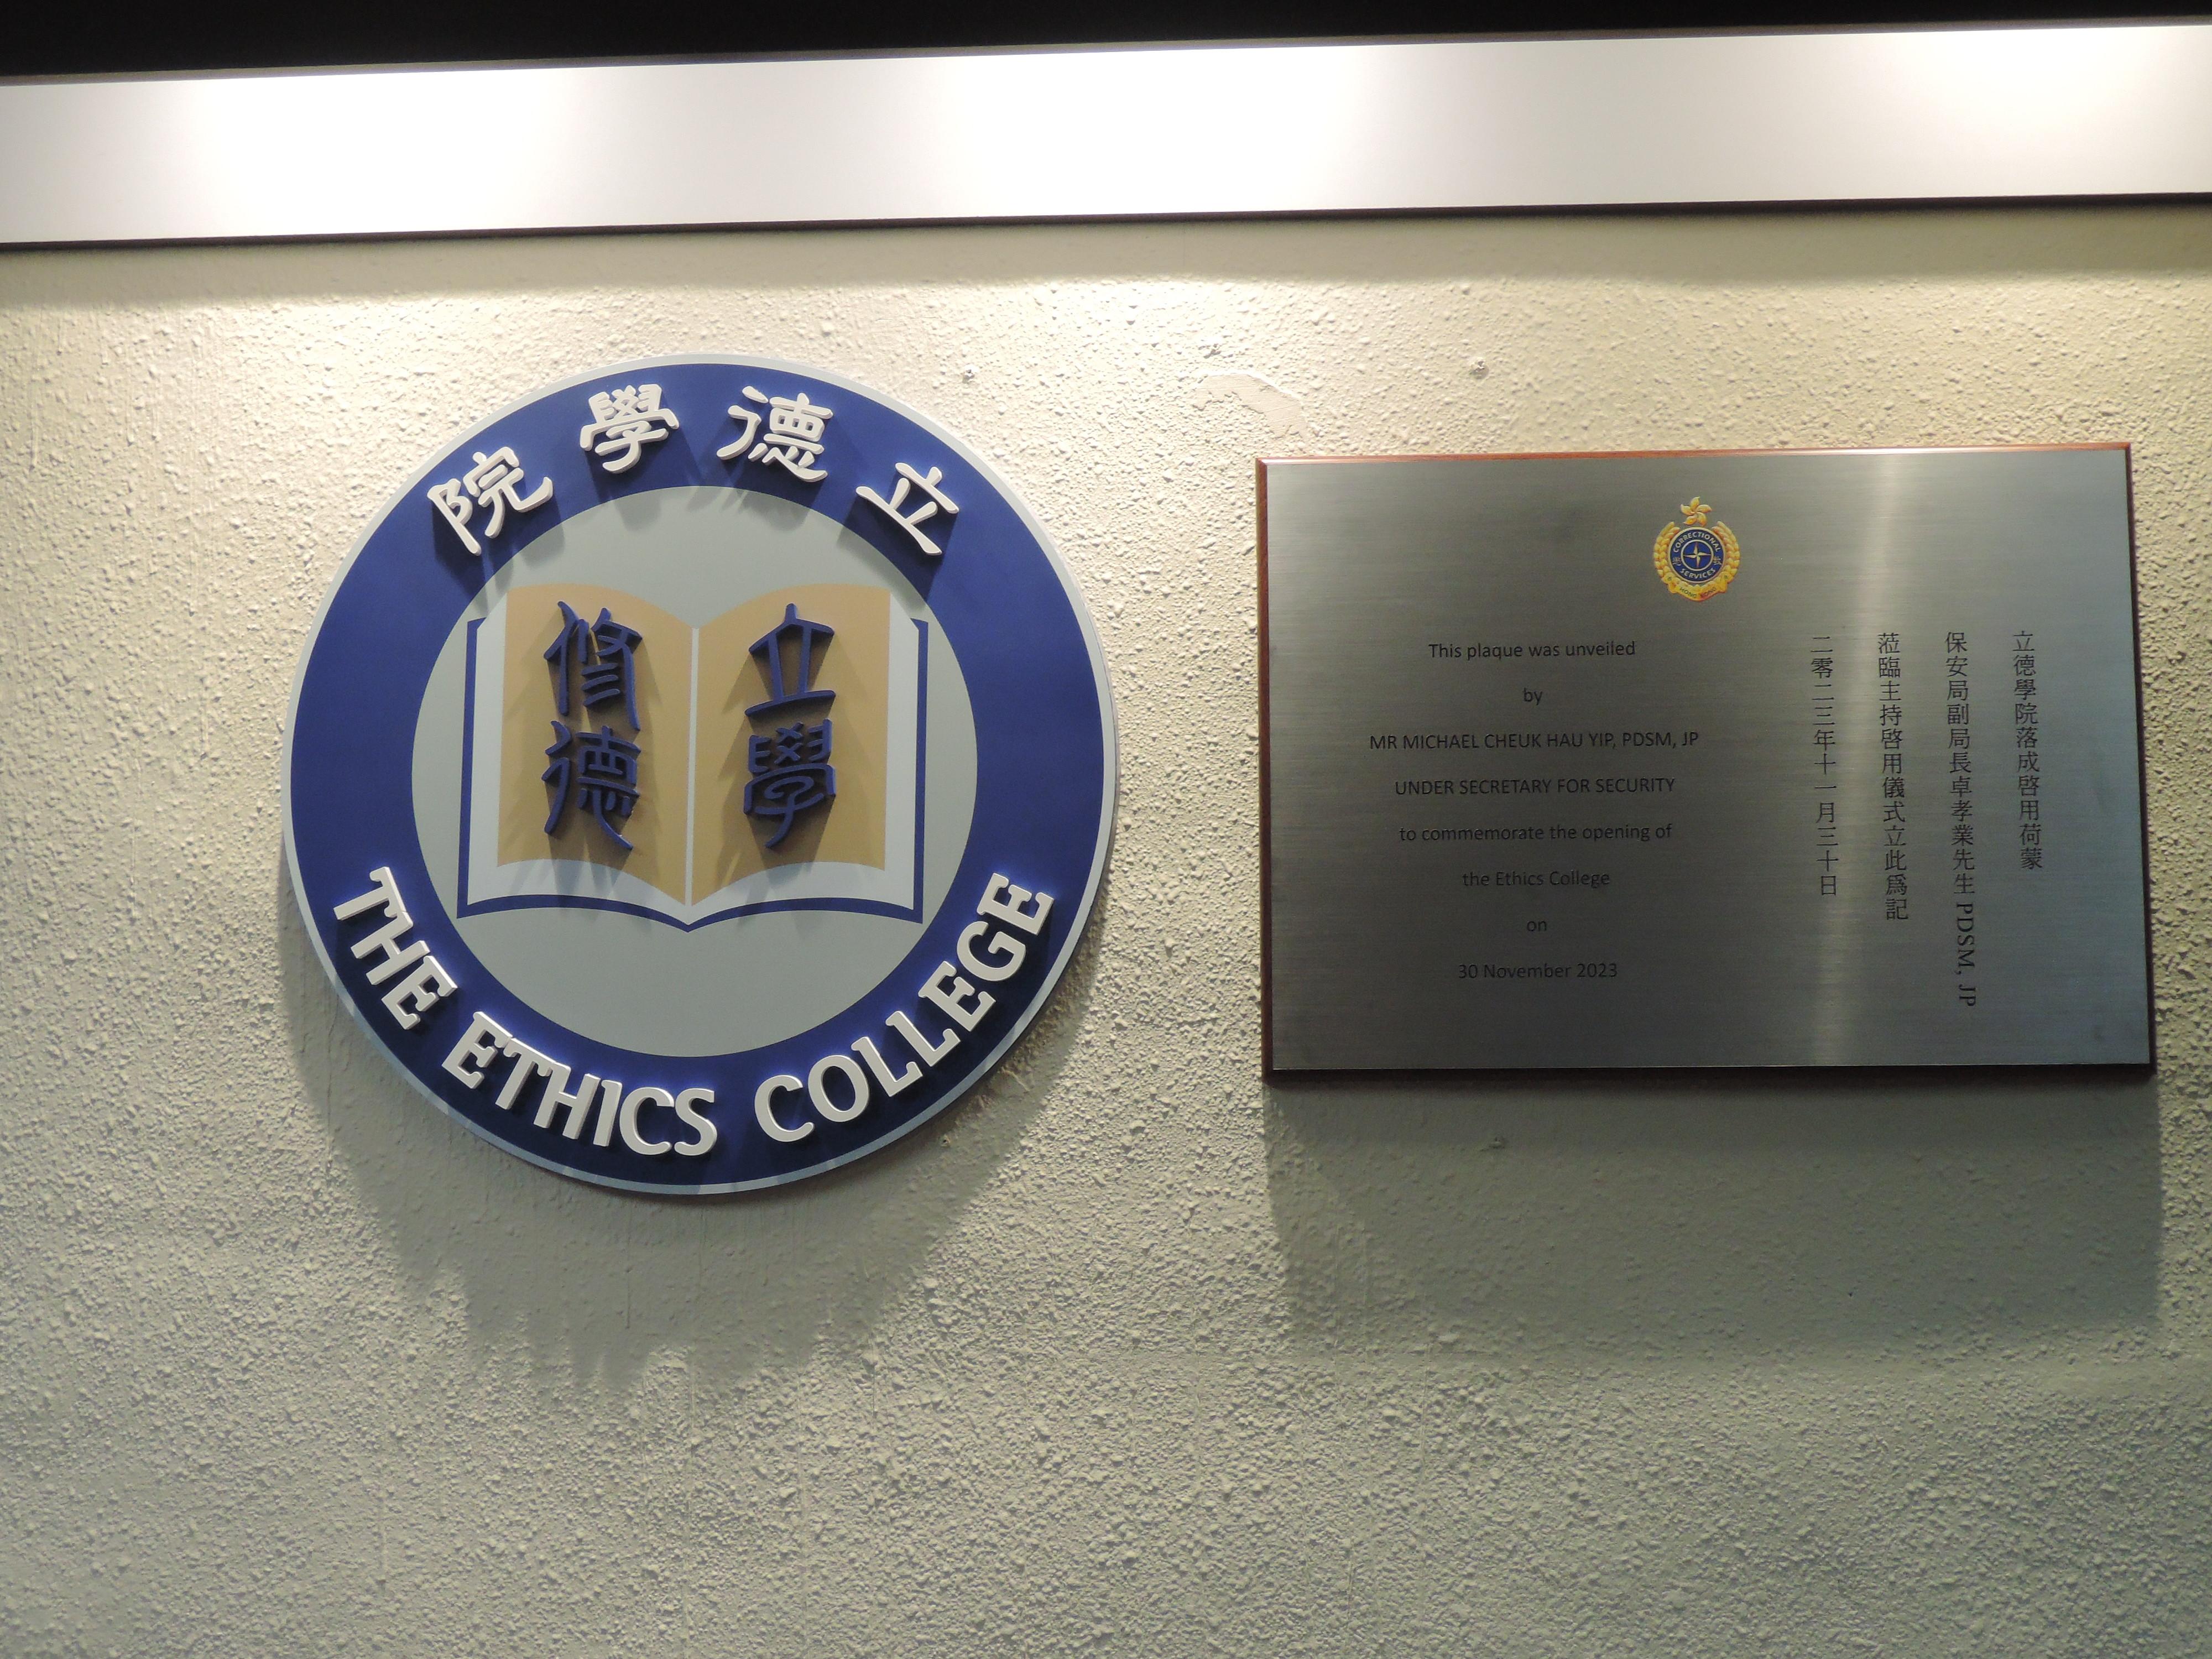 立德學院
立學
修德
THE ETHICS COLLEGE
CORRECTIONAL
SERVICES
HONG KONG
This plaque was unveiled
by
MR MICHAEL CHEUK HAU YIP, PDSM, JP
UNDER SECRETARY FOR SECURITY
to commemorate the opening of
the Ethics College
on
30 November 2023
立德學院落成啓用荷蒙
保安局副局長卓孝業先生 PDSM, JP
蒞臨主持啓用儀式立此爲記
二零二三年十一月三十日